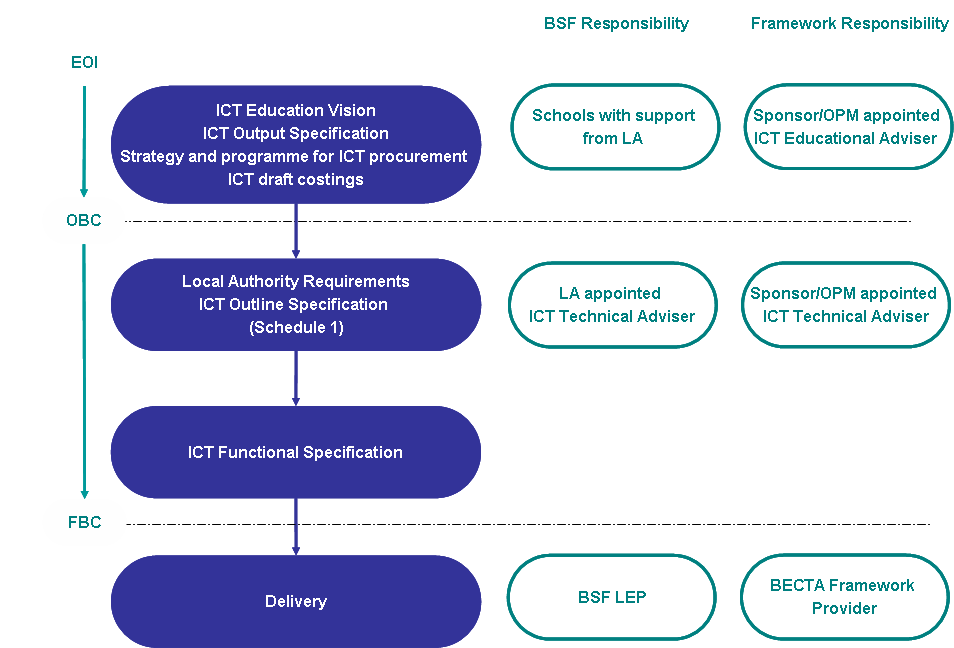 BSF Responsibility
Framework Responsibility
EOI
ICT Education Vision
ICT Output Specification
Strategy and programme for ICT procurement
ICT draft costings
Schools with support
from LA
Sponsor/OPM appointed
ICT Educational Adviser
OBC
Local Authority Requirements
ICT Outline Specification
(Schedule 1)
LA appointed
ICT Technical Adviser
Sponsor/OPM appointed
ICT Technical Adviser
ICT Functional Specification
FBC
Delivery
BSF LEP
BECTA Framework
Provider